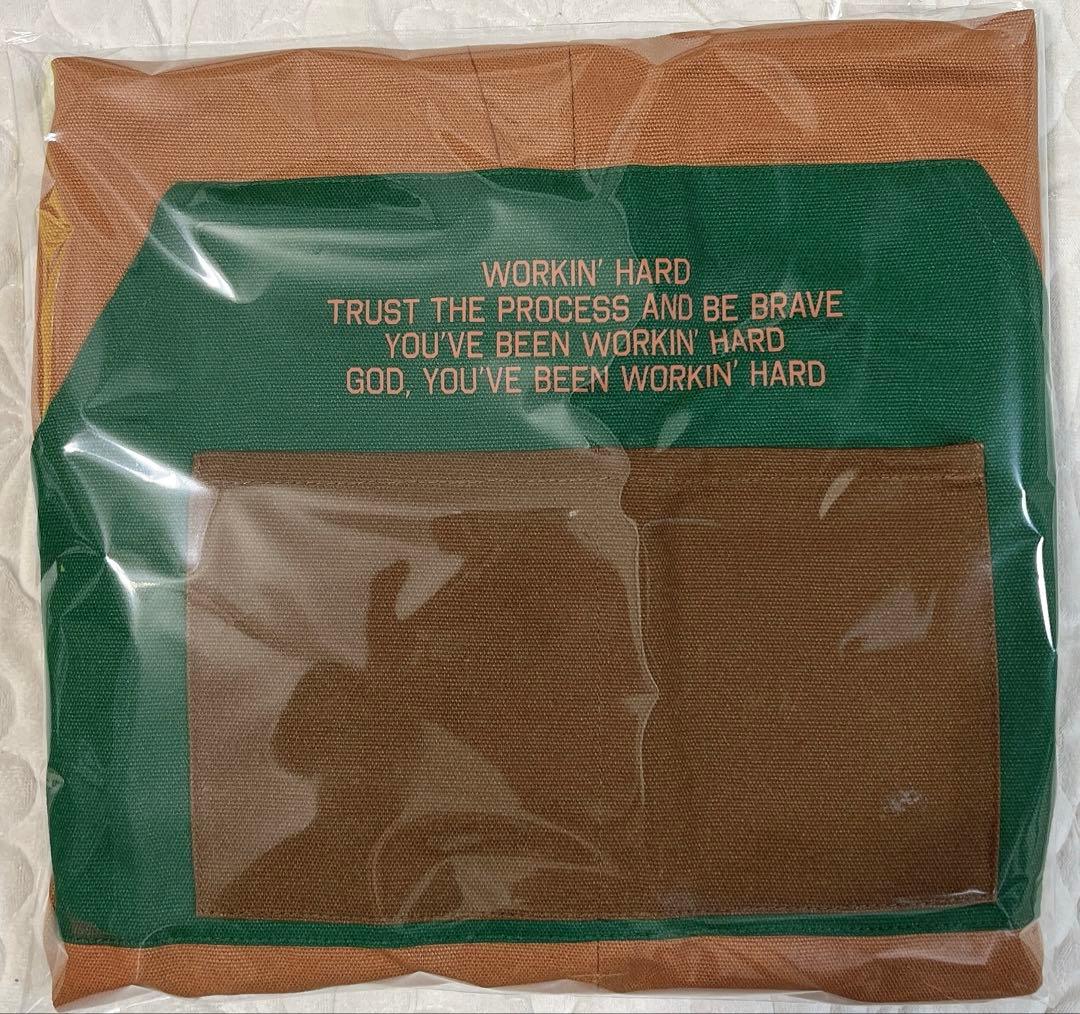 WORKIN' HARD
TRUST THE PROCESS AND BE BRAVE
YOU'VE BEEN WORKIN' HARD
GOD, YOU'VE BEEN WORKIN' HARD